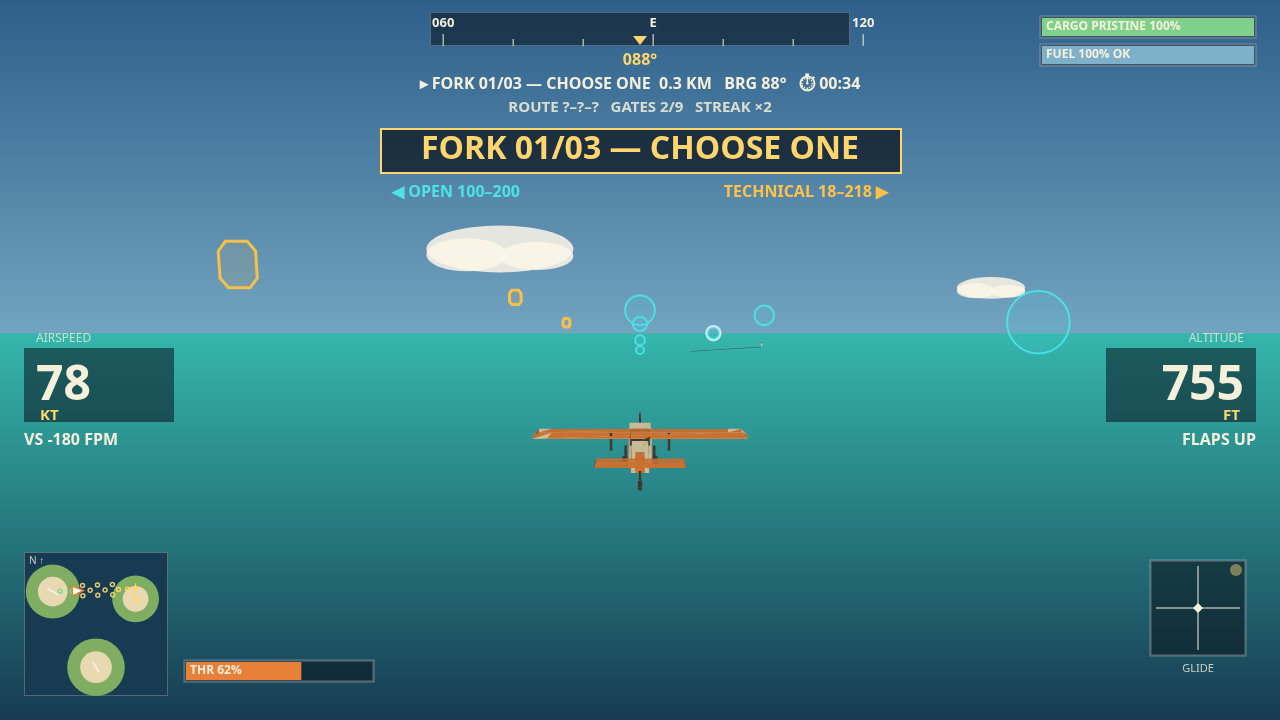 060 E 120
088°
▸ FORK 01/03 — CHOOSE ONE 0.3 KM BRG 88° ⏱ 00:34
ROUTE ?–?–? GATES 2/9 STREAK ×2
FORK 01/03 — CHOOSE ONE
◀ OPEN 100–200
TECHNICAL 18–218 ▶
CARGO PRISTINE 100%
FUEL 100% OK
AIRSPEED
78
KT
VS -180 FPM
ALTITUDE
755
FT
FLAPS UP
N ↑
THR 62%
GLIDE